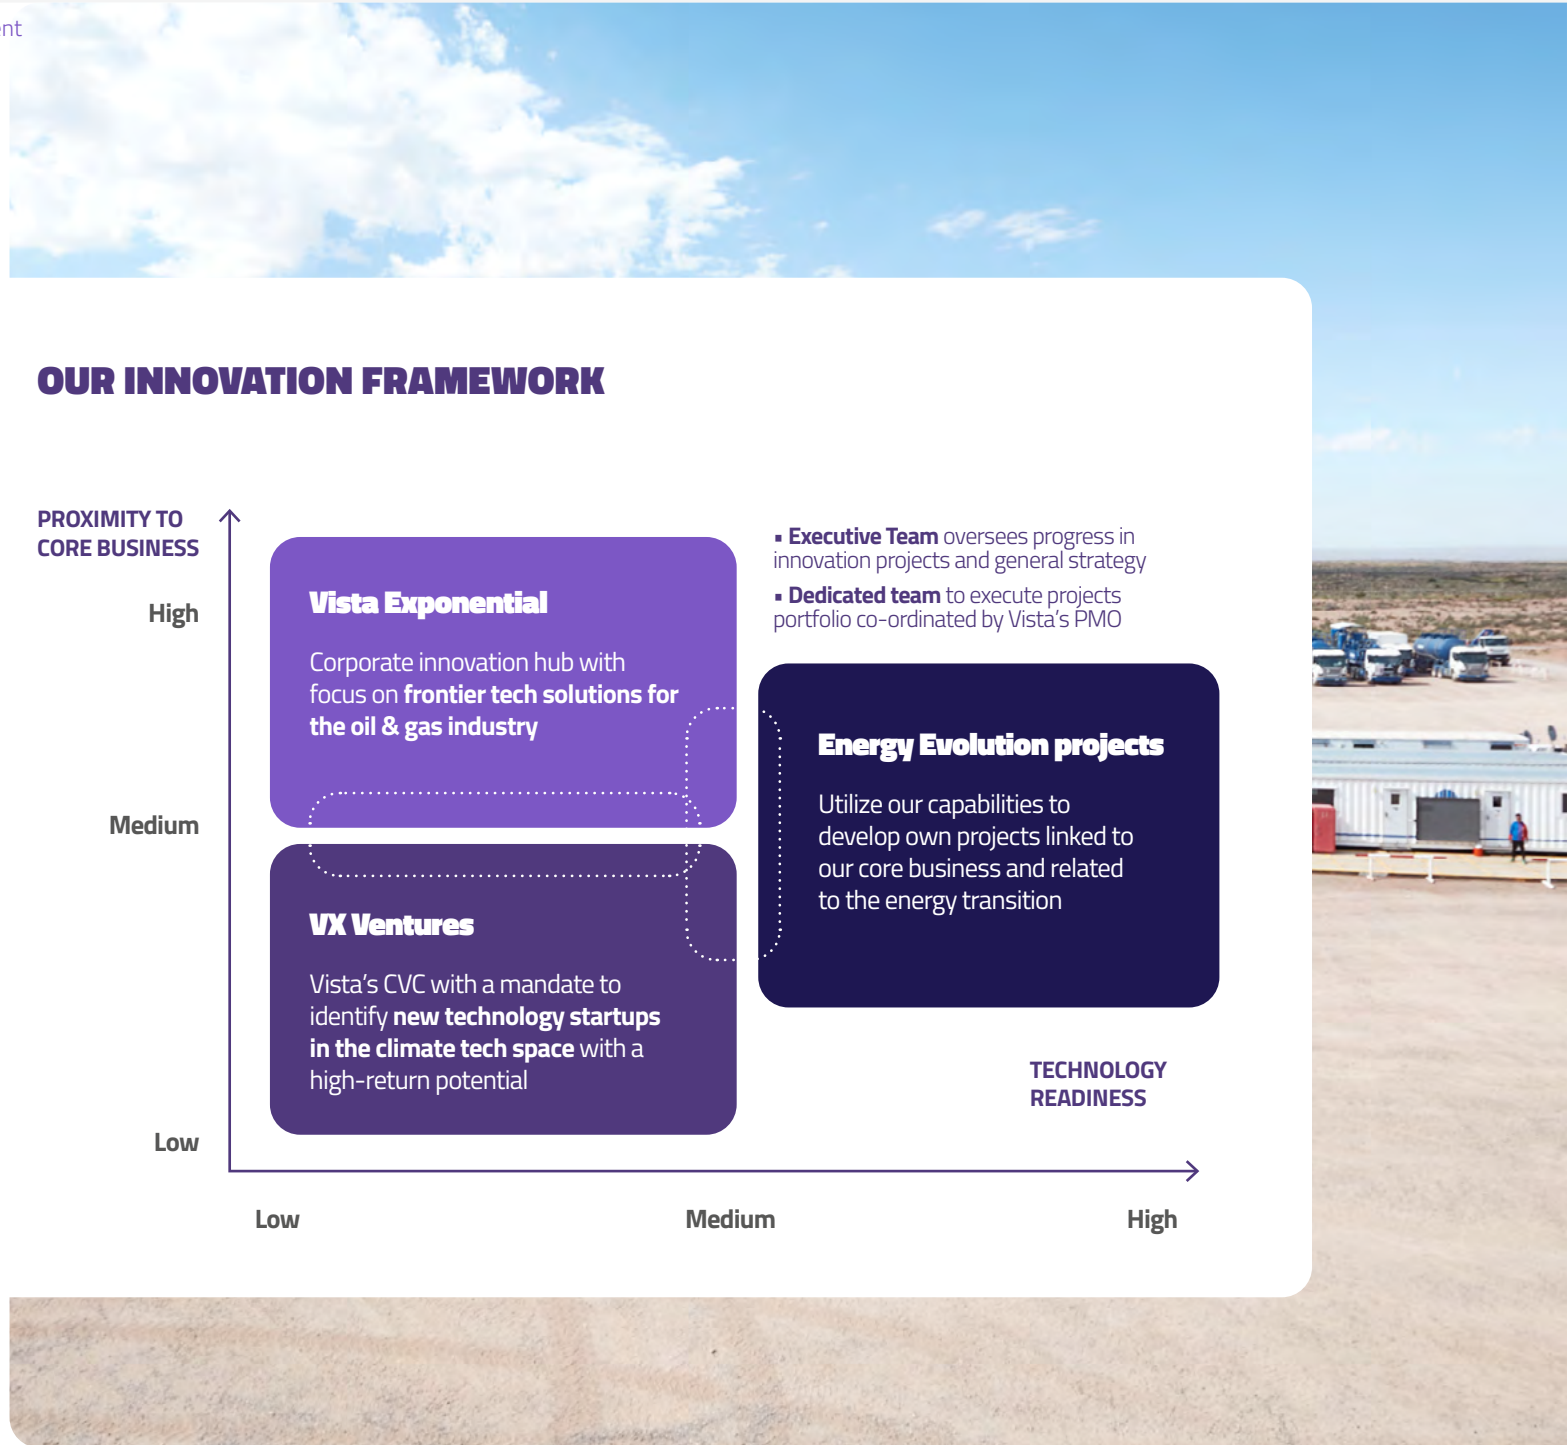 nt
OUR INNOVATION FRAMEWORK
PROXIMITY TO
CORE BUSINESS
High
Medium
Low
Vista Exponential
Corporate innovation hub with
focus on frontier tech solutions for
the oil & gas industry
VX Ventures
Vista’s CVC with a mandate to
identify new technology startups
in the climate tech space with a
high-return potential
▪ Executive Team oversees progress in
innovation projects and general strategy
▪ Dedicated team to execute projects
portfolio co-ordinated by Vista’s PMO
Energy Evolution projects
Utilize our capabilities to
develop own projects linked to
our core business and related
to the energy transition
TECHNOLOGY
READINESS
Low
Medium
High